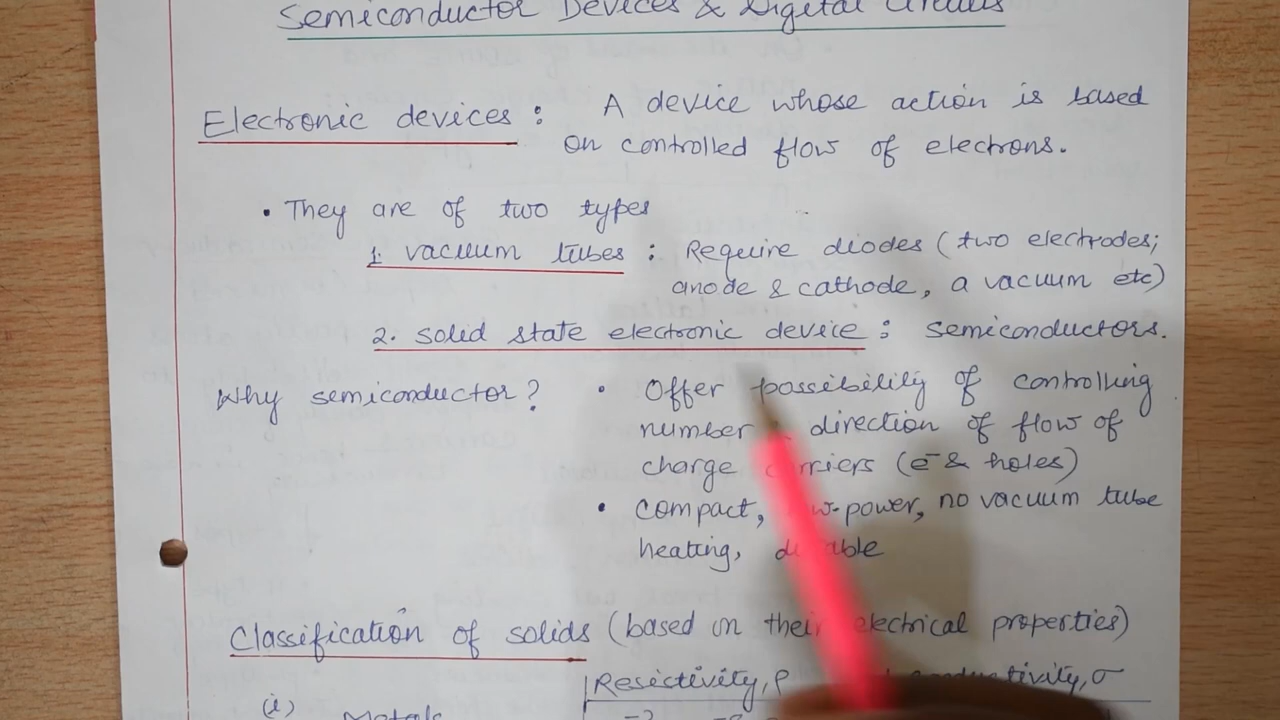 Semiconductor Devices & Digital Circuits
Electronic devices : A device whose action is based
on controlled flow of electrons.
• They are of two types
1. vacuum tubes : Require diodes (two electrodes;
anode & cathode, a vacuum etc)
2. solid state electronic device : semiconductors.
Why semiconductor? • Offer possibility of controlling
number direction of flow of
charge carriers (e⁻ & holes)
• compact, power, no vacuum tube
heating,
Classification of solids (based on their electrical properties)
Resistivity, ρ conductivity, σ
(i) Metals